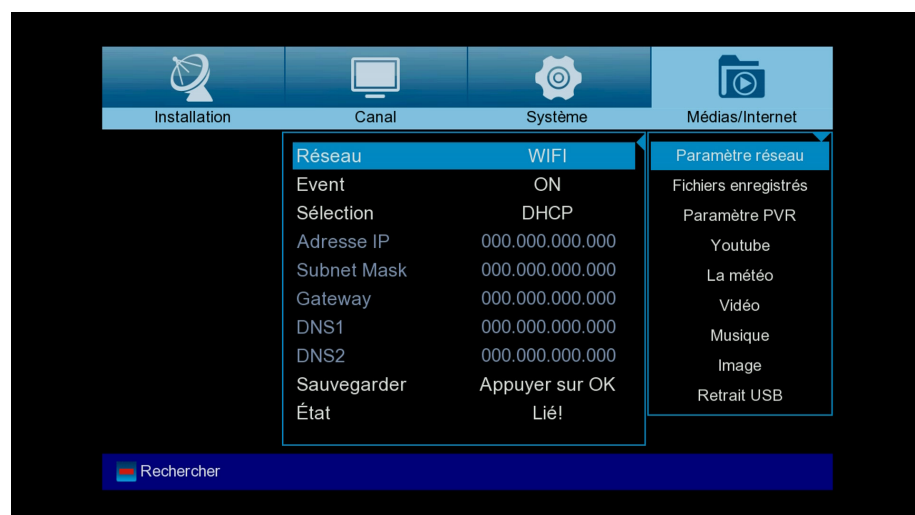 Installation Canal Système Médias/Internet
Réseau WIFI
Event ON
Sélection DHCP
Adresse IP 000.000.000.000
Subnet Mask 000.000.000.000
Gateway 000.000.000.000
DNS1 000.000.000.000
DNS2 000.000.000.000
Sauvegarder Appuyer sur OK
État Lié!
Paramètre réseau
Fichiers enregistrés
Paramètre PVR
Youtube
La météo
Vidéo
Musique
Image
Retrait USB
Rechercher